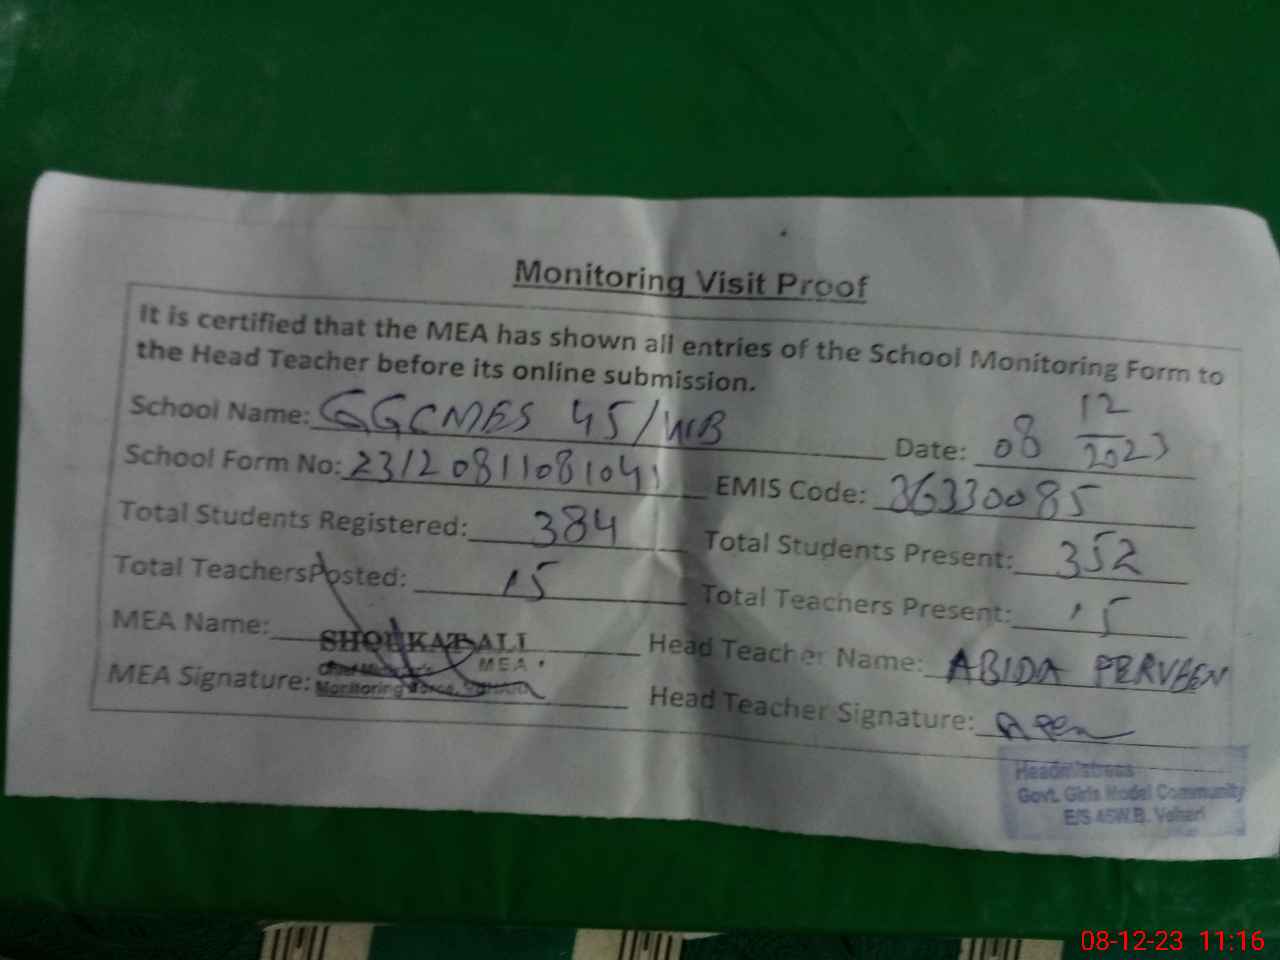 Monitoring Visit Proof
It is certified that the MEA has shown all entries of the School Monitoring Form to
the Head Teacher before its online submission.
School Name: GGCMES 45/WB Date: 08 12/2023
School Form No: 23120811081041 EMIS Code: 36330085
Total Students Registered: 384 Total Students Present: 352
Total TeachersPosted: 15 Total Teachers Present: 15
MEA Name: SHOUKAT ALI Head Teacher Name: ABIDA PERVEEN
MEA
MEA Signature: Monitoring Force, Head Teacher Signature:
Headmistress
Govt. Girls Model Community
E/S 45W.B. Vehari
08-12-23 11:16